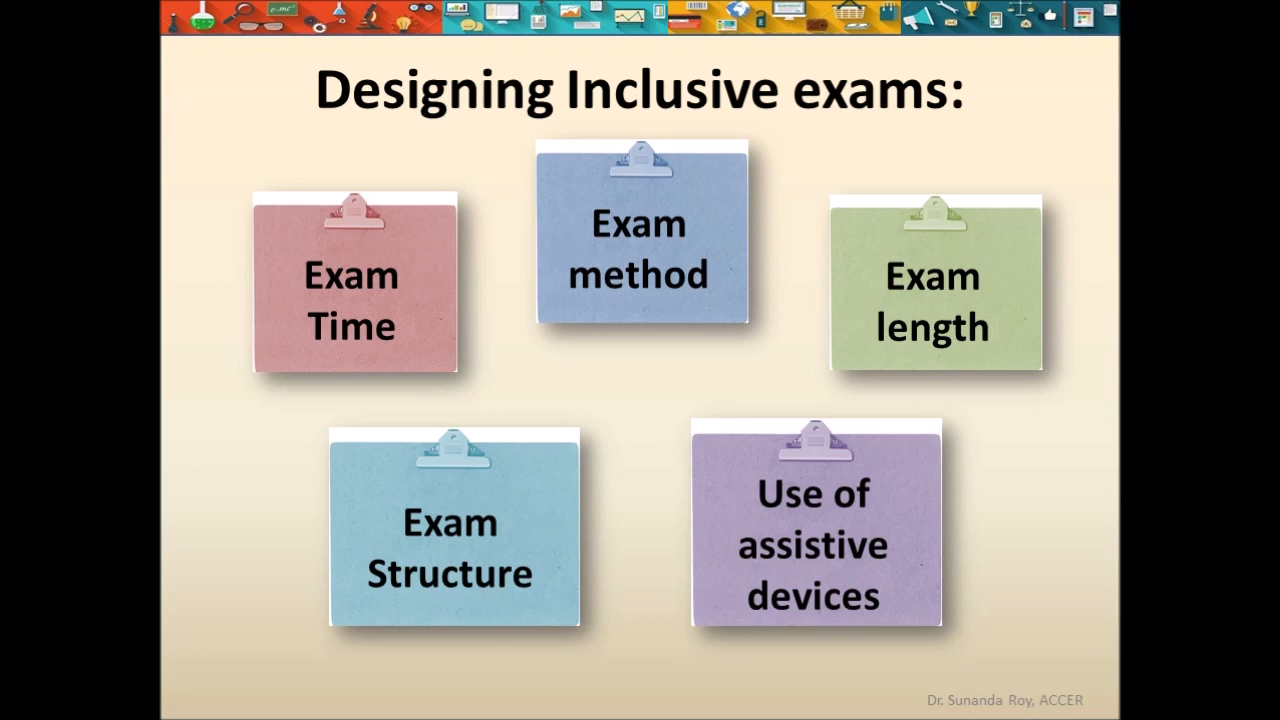 Designing Inclusive exams:
Exam
Time
Exam
method
Exam
length
Exam
Structure
Use of
assistive
devices
Dr. Sunanda Roy, ACCER